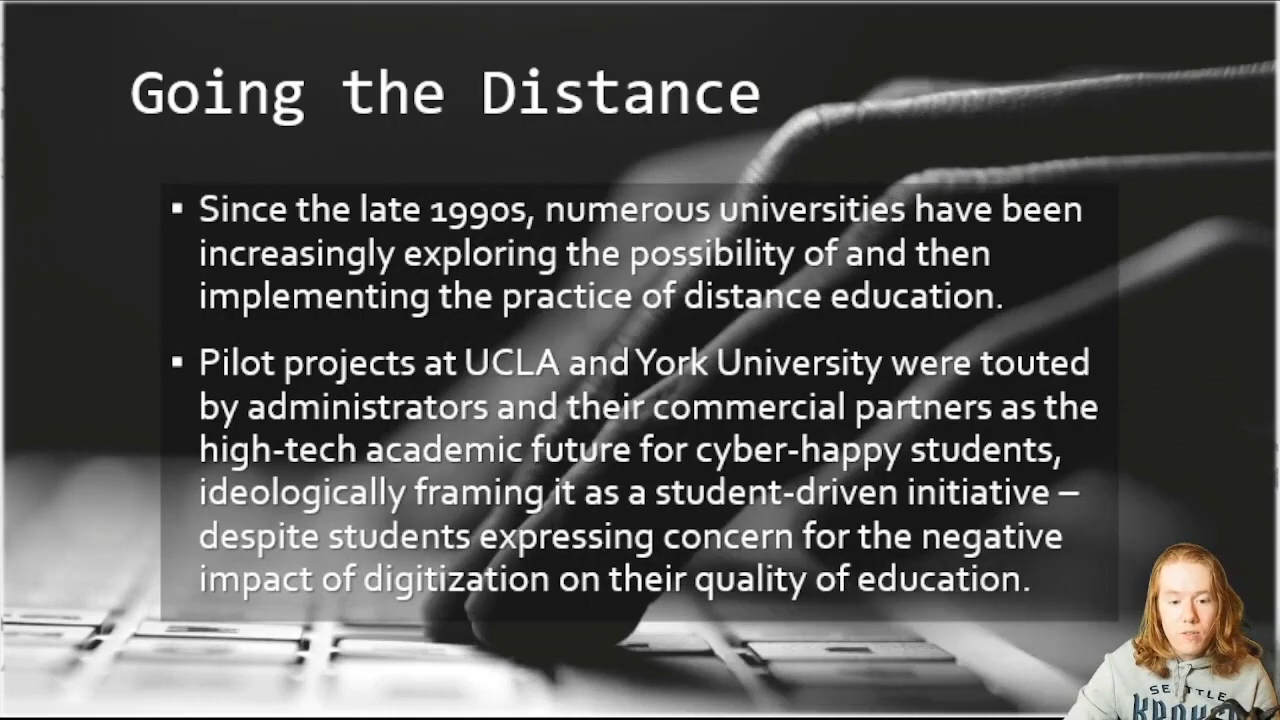 Going the Distance
▪ Since the late 1990s, numerous universities have been
increasingly exploring the possibility of and then
implementing the practice of distance education.
▪ Pilot projects at UCLA and York University were touted
by administrators and their commercial partners as the
high-tech academic future for cyber-happy students,
ideologically framing it as a student-driven initiative –
despite students expressing concern for the negative
impact of digitization on their quality of education.
SEATTLE